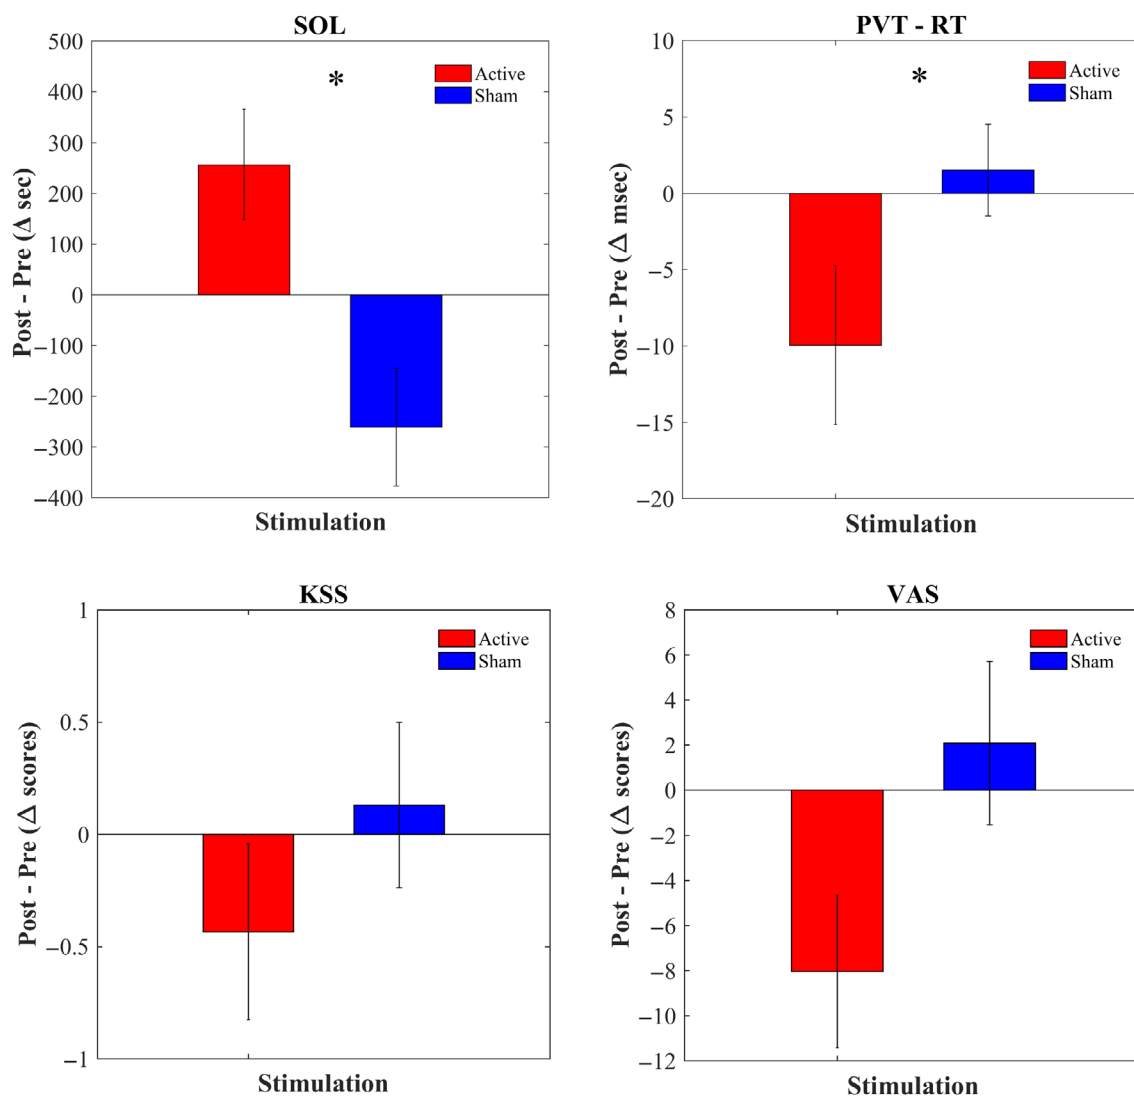 SOL
500
400
300
200
100
0
−100
−200
−300
−400
Post - Pre (Δ sec)
*
Active
Sham
Stimulation
PVT - RT
10
5
0
−5
−10
−15
−20
Post - Pre (Δ msec)
*
Active
Sham
Stimulation
KSS
1
0.5
0
−0.5
−1
Post - Pre (Δ scores)
Active
Sham
Stimulation
VAS
8
6
4
2
0
−2
−4
−6
−8
−10
−12
Post - Pre (Δ scores)
Active
Sham
Stimulation